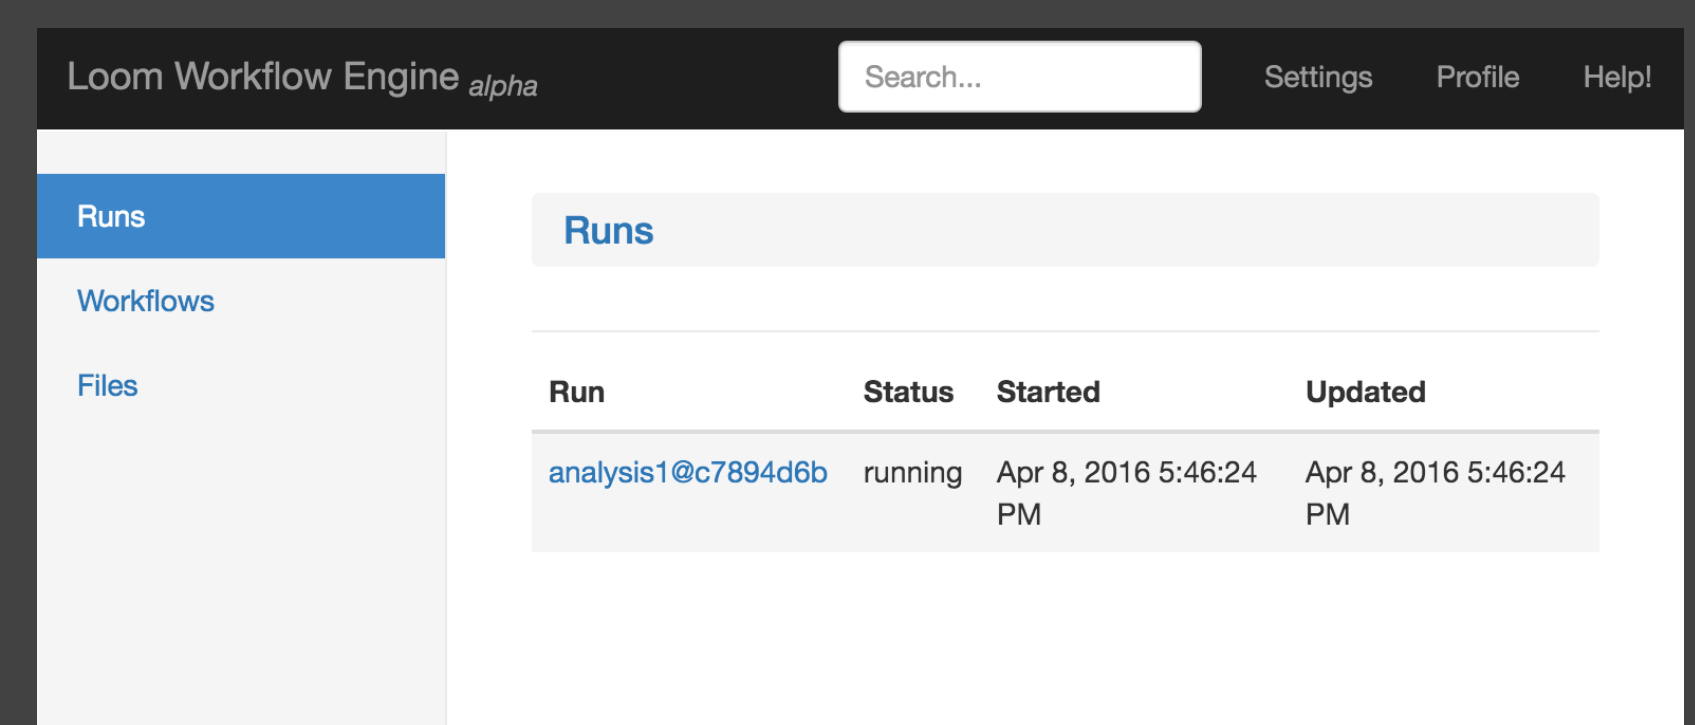 Loom Workflow Engine alpha
Search...
Settings
Profile
Help!
Runs
Workflows
Files
Runs
Run Status Started Updated
analysis1@c7894d6b running Apr 8, 2016 5:46:24 PM Apr 8, 2016 5:46:24 PM